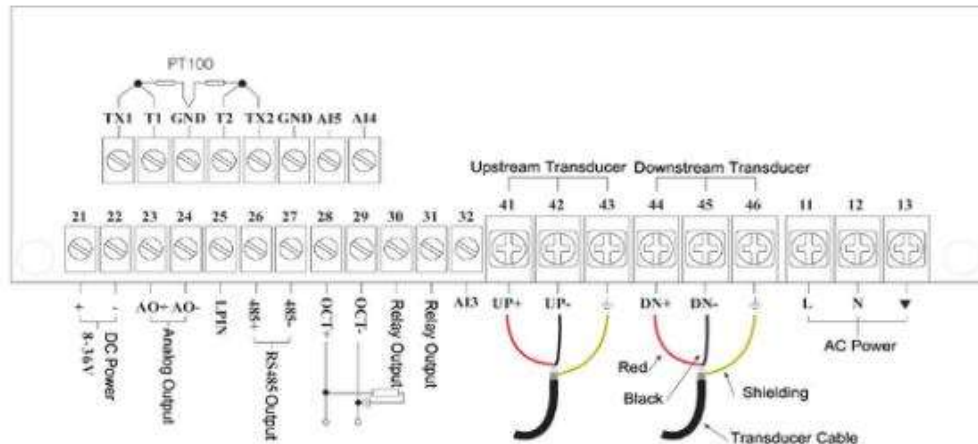 PT100
TX1 T1 GND T2 TX2 GND AI5 AI4
Upstream Transducer Downstream Transducer
21 22 23 24 25 26 27 28 29 30 31 32 41 42 43 44 45 46 11 12 13
+ - AO+ AO- LPIN 485+ 485- OCT+ OCT- Relay Output Relay Output AI3 UP+ UP- DN+ DN- L N
DC Power
8-36V
Analog Output
RS485 Output
AC Power
Red
Black
Shielding
Transducer Cable